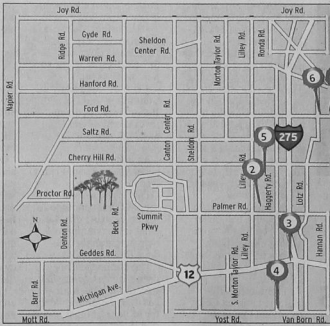 Joy Rd.
Joy Rd.
Gyde Rd.
Sheldon
Center Rd.
Ridge Rd.
Warren Rd.
Morton Taylor Rd.
Lilley Rd.
Ronda Rd.
6
Napier Rd.
Hanford Rd.
Ford Rd.
Canton Center Rd.
Sheldon Rd.
Saltz Rd.
5
275
Cherry Hill Rd.
2
Lilley Rd.
Haggerty Rd.
Lotz Rd.
Proctor Rd.
Summit
Pkwy
Palmer Rd.
3
N
Denton Rd.
Beck Rd.
Hannan Rd.
Geddes Rd.
S. Morton Taylor Rd.
Lilley Rd.
12
4
Barr Rd.
Michigan Ave.
Mott Rd.
Yost Rd.
Van Born Rd.